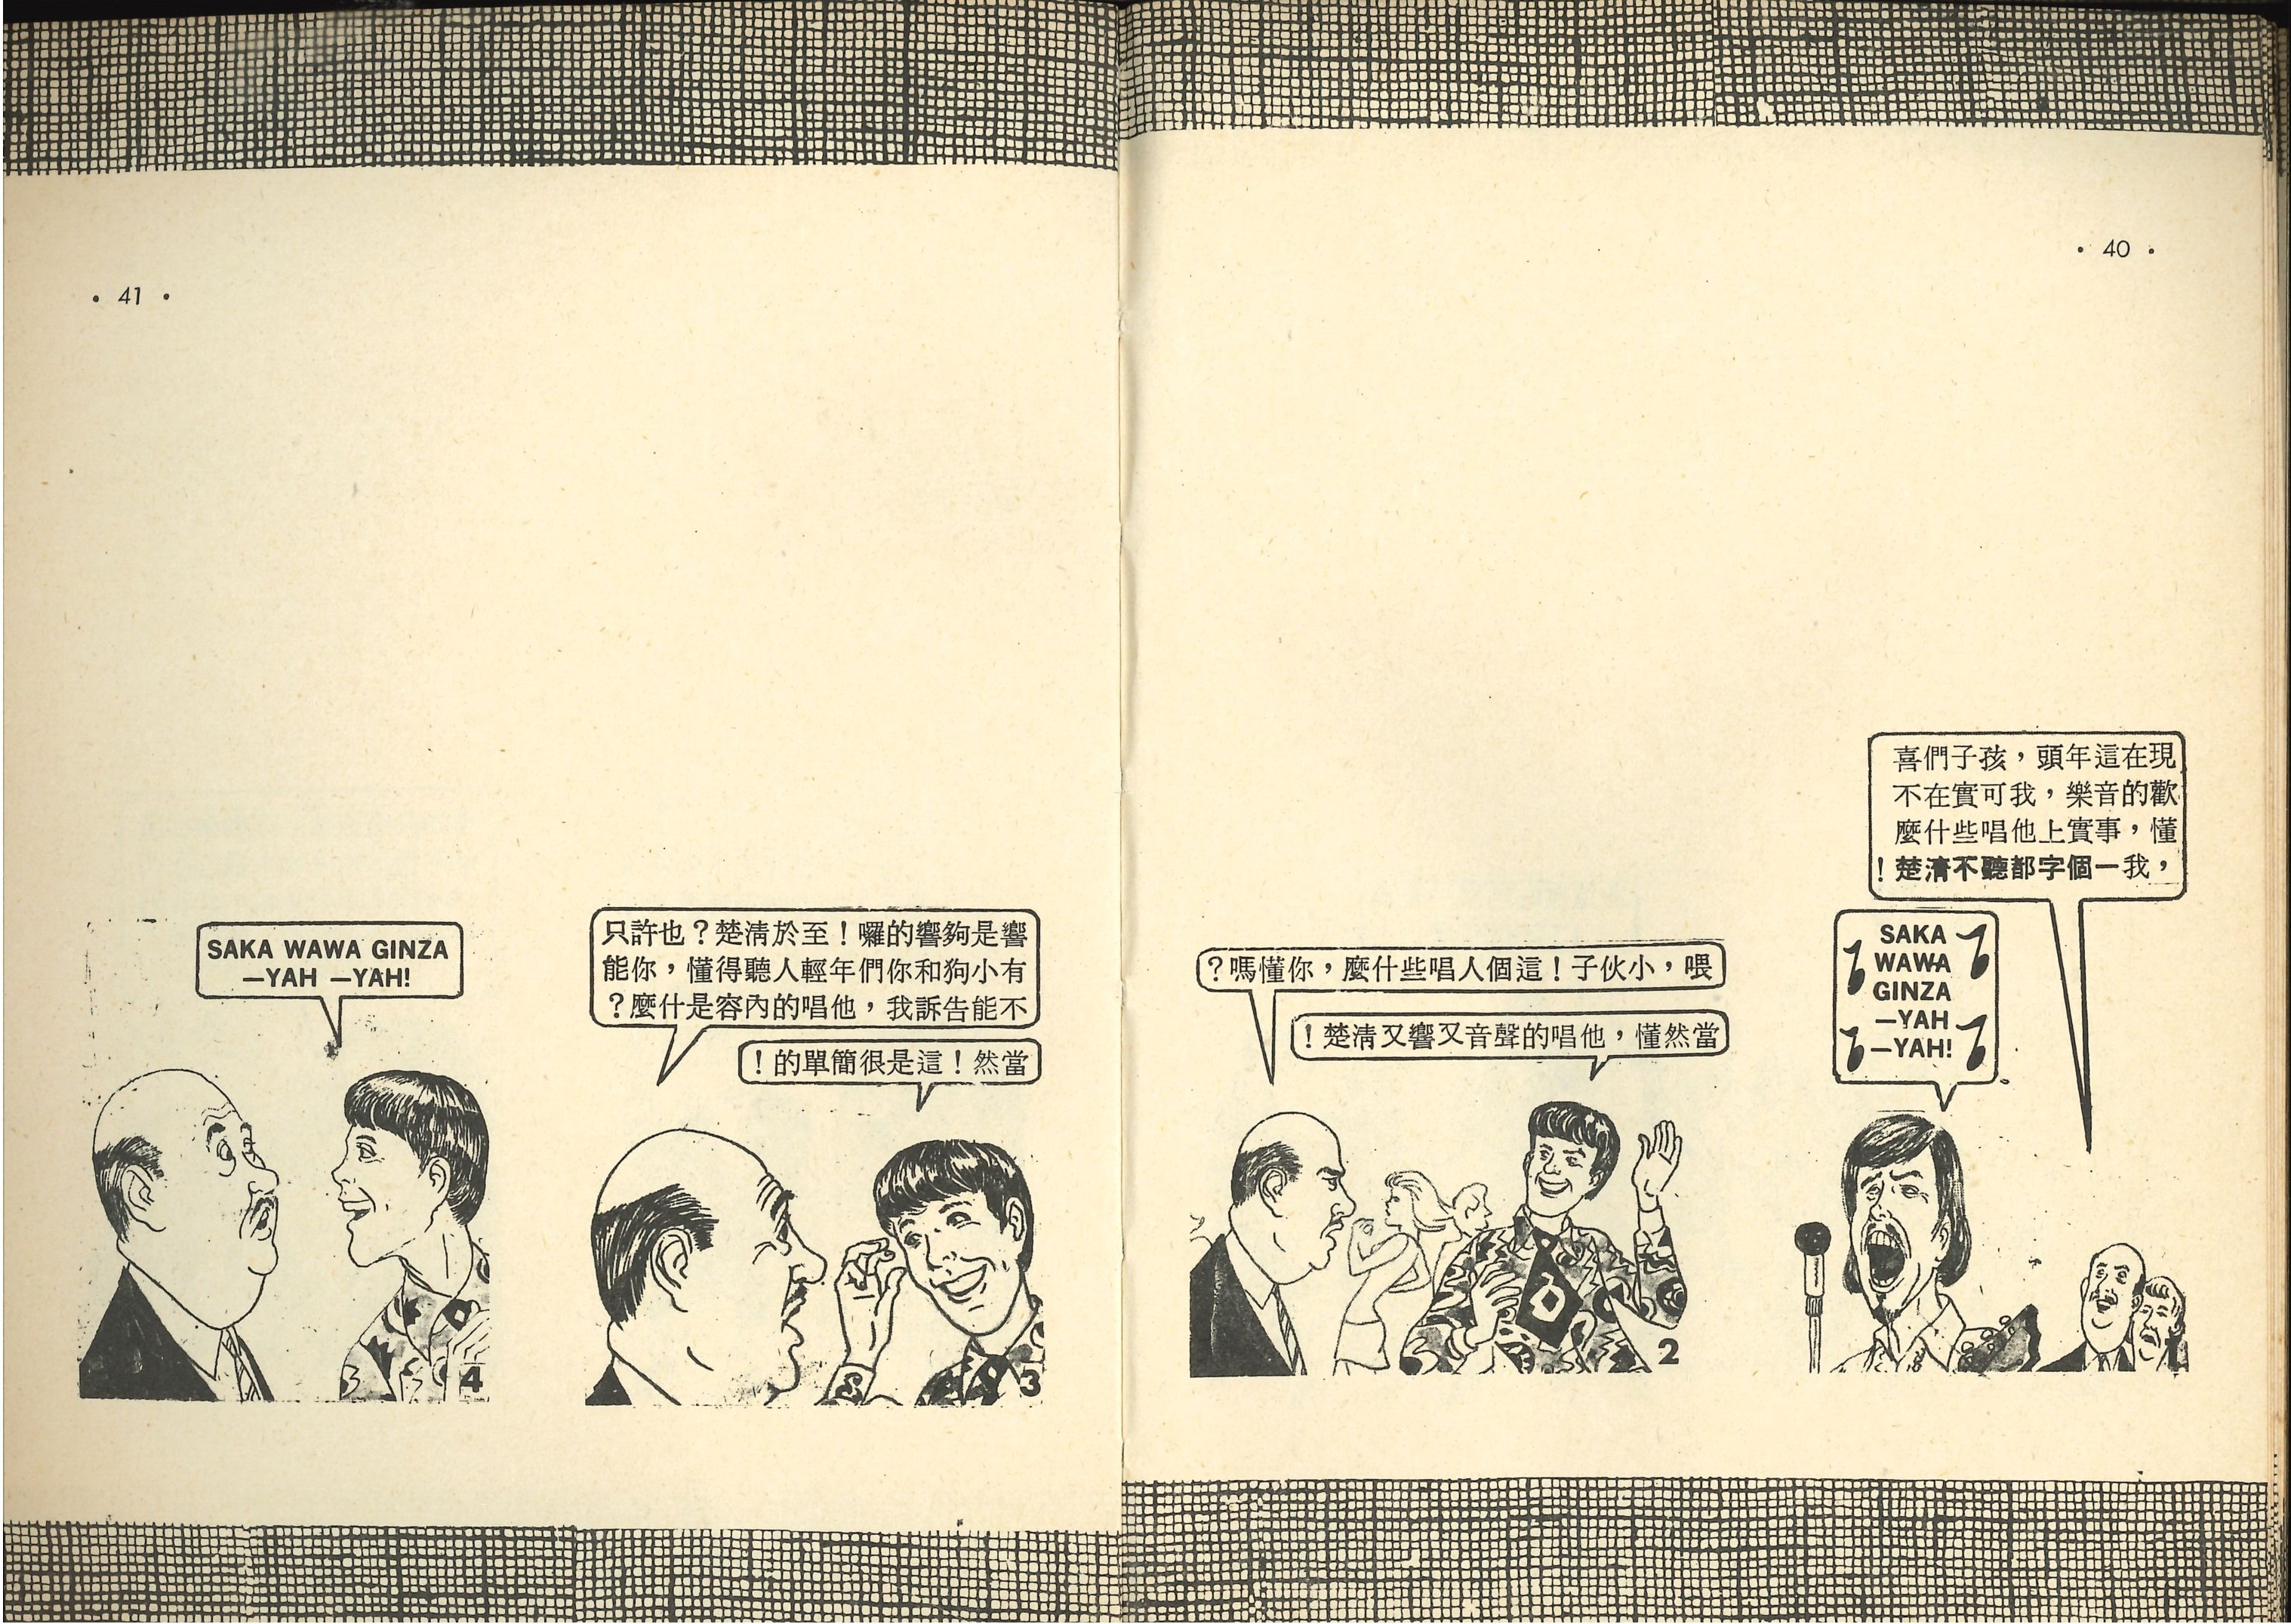 • 40 •
現在這年頭，孩子們喜
歡的音樂，我可實在不
懂，事實上他唱些什麼
，我一個字都聽不清楚！
SAKA
WAWA
GINZA
—YAH
—YAH!
喂，小伙子！這個人唱些什麼，你懂嗎？
當然懂，他唱的聲音又響又清楚！
2
• 41 •
響是夠響的囉！至於清楚？也許只
有小狗和你們年輕人聽得懂，你能
不能告訴我，他唱的內容是什麼？
當然！這是很簡單的！
3
SAKA WAWA GINZA
—YAH —YAH!
4